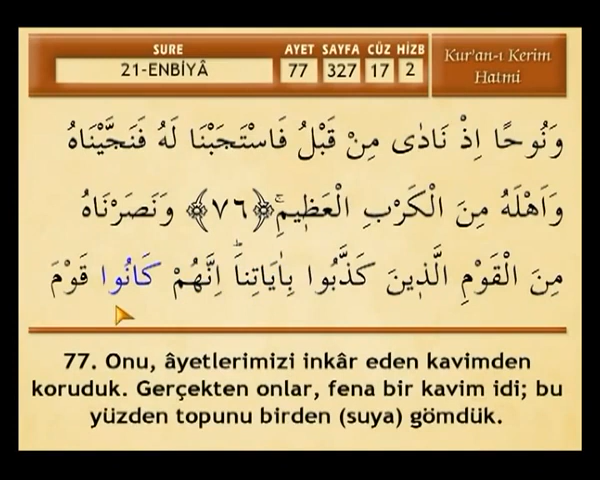 SURE AYET SAYFA CÜZ HİZB
21-ENBİYÂ 77 327 17 2
Kur'an-ı Kerim
Hatmi
وَنُوحًا اِذْ نَادٰى مِنْ قَبْلُ فَاسْتَجَبْنَا لَهُ فَنَجَّيْنَاهُ
وَاَهْلَهُ مِنَ الْكَرْبِ الْعَظٖيمِۚ ﴿٧٦﴾ وَنَصَرْنَاهُ
مِنَ الْقَوْمِ الَّذٖينَ كَذَّبُوا بِاٰيَاتِنَاؕ اِنَّهُمْ كَانُوا قَوْمَ
77. Onu, âyetlerimizi inkâr eden kavimden
koruduk. Gerçekten onlar, fena bir kavim idi; bu
yüzden topunu birden (suya) gömdük.